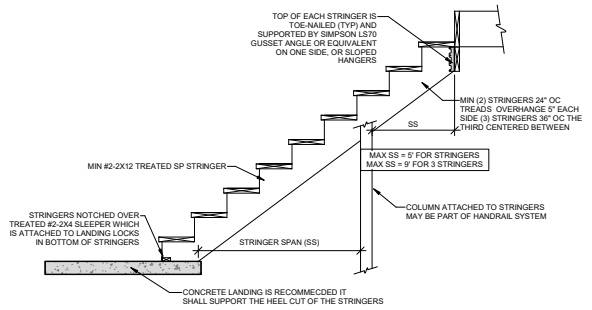 TOP OF EACH STRINGER IS
TOE-NAILED (TYP) AND
SUPPORTED BY SIMPSON LS70
GUSSET ANGLE OR EQUIVALENT
ON ONE SIDE, OR SLOPED
HANGERS
MIN (2) STRINGERS 24" OC
TREADS OVERHANGE 5" EACH
SIDE (3) STRINGERS 36" OC THE
THIRD CENTERED BETWEEN
SS
MAX SS = 5' FOR STRINGERS
MAX SS = 9' FOR 3 STRINGERS
MIN #2-2X12 TREATED SP STRINGER
COLUMN ATTACHED TO STRINGERS
MAY BE PART OF HANDRAIL SYSTEM
STRINGERS NOTCHED OVER
TREATED #2-2X4 SLEEPER WHICH
IS ATTACHED TO LANDING LOCKS
IN BOTTOM OF STRINGERS
STRINGER SPAN (SS)
CONCRETE LANDING IS RECOMMECDED IT
SHALL SUPPORT THE HEEL CUT OF THE STRINGERS